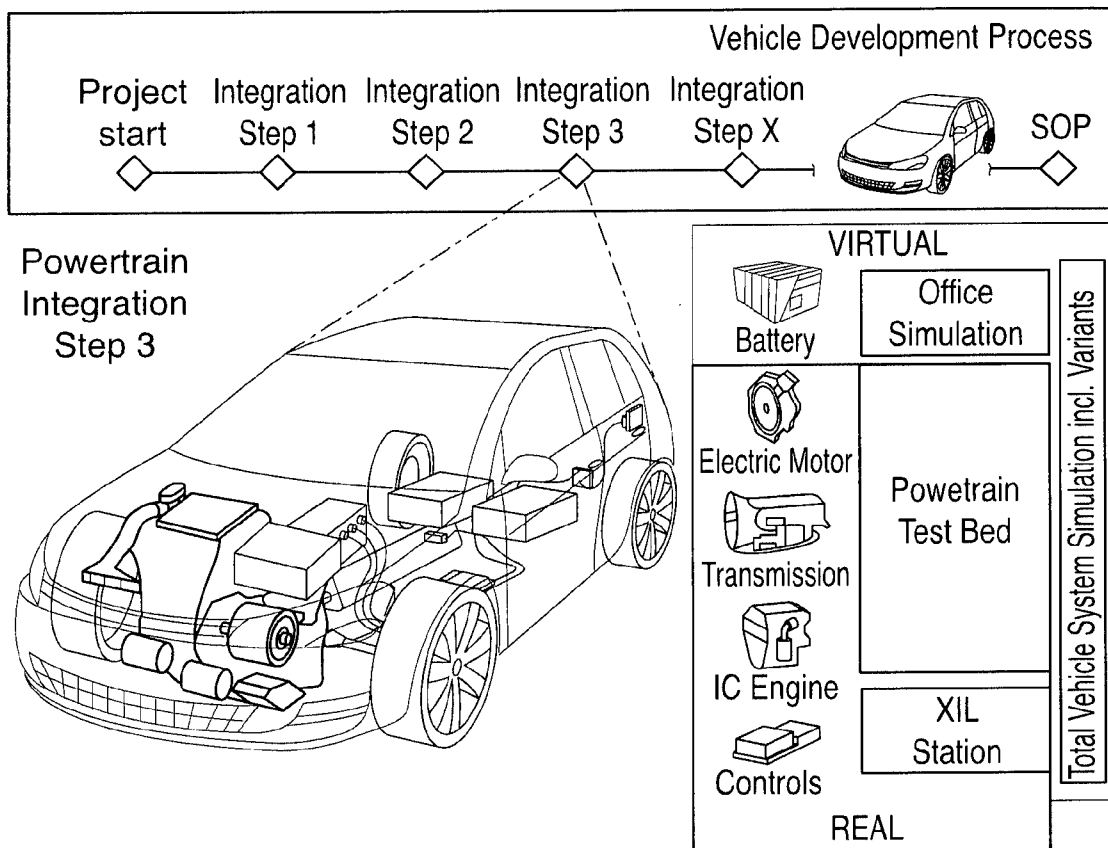 Vehicle Development Process
Project start
Integration Step 1
Integration Step 2
Integration Step 3
Integration Step X
SOP
Powertrain
Integration
Step 3
VIRTUAL
Battery
Office
Simulation
Electric Motor
Transmission
IC Engine
Powetrain
Test Bed
Controls
XIL
Station
REAL
Total Vehicle System Simulation incl. Variants